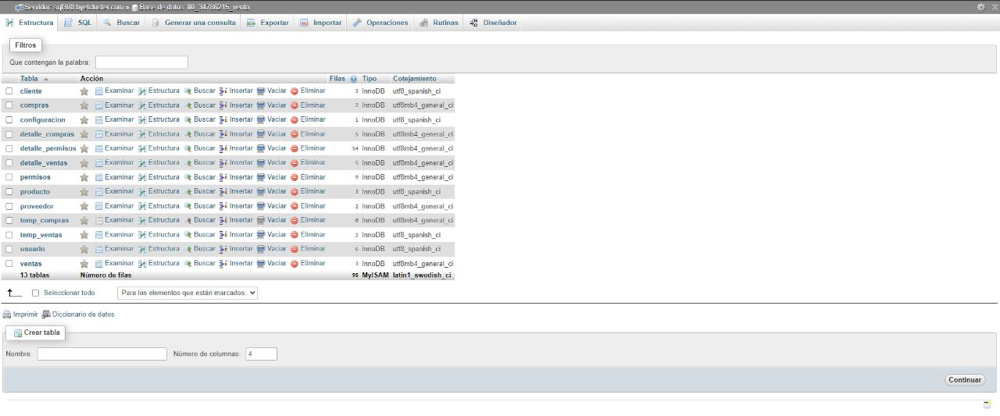 Servidor: sql308.byetcluster.com » Base de datos: if0_34786215_venta
Estructura SQL Buscar Generar una consulta Exportar Importar Operaciones Rutinas Diseñador
Filtros
Que contengan la palabra:
Tabla Acción Filas Tipo Cotejamiento
cliente Examinar Estructura Buscar Insertar Vaciar Eliminar 3 InnoDB utf8_spanish_ci
compras Examinar Estructura Buscar Insertar Vaciar Eliminar 2 InnoDB utf8mb4_general_ci
configuracion Examinar Estructura Buscar Insertar Vaciar Eliminar 1 InnoDB utf8_spanish_ci
detalle_compras Examinar Estructura Buscar Insertar Vaciar Eliminar 5 InnoDB utf8mb4_general_ci
detalle_permisos Examinar Estructura Buscar Insertar Vaciar Eliminar 54 InnoDB utf8mb4_general_ci
detalle_ventas Examinar Estructura Buscar Insertar Vaciar Eliminar 5 InnoDB utf8mb4_general_ci
permisos Examinar Estructura Buscar Insertar Vaciar Eliminar 9 InnoDB utf8mb4_general_ci
producto Examinar Estructura Buscar Insertar Vaciar Eliminar 3 InnoDB utf8_spanish_ci
proveedor Examinar Estructura Buscar Insertar Vaciar Eliminar 2 InnoDB utf8mb4_general_ci
temp_compras Examinar Estructura Buscar Insertar Vaciar Eliminar 0 InnoDB utf8mb4_general_ci
temp_ventas Examinar Estructura Buscar Insertar Vaciar Eliminar 2 InnoDB utf8_spanish_ci
usuario Examinar Estructura Buscar Insertar Vaciar Eliminar 6 InnoDB utf8_spanish_ci
ventas Examinar Estructura Buscar Insertar Vaciar Eliminar 3 InnoDB utf8mb4_general_ci
13 tablas Número de filas 95 MyISAM latin1_swedish_ci
Seleccionar todo Para los elementos que están marcados:
Imprimir Diccionario de datos
Crear tabla
Nombre: Número de columnas: 4
Continuar